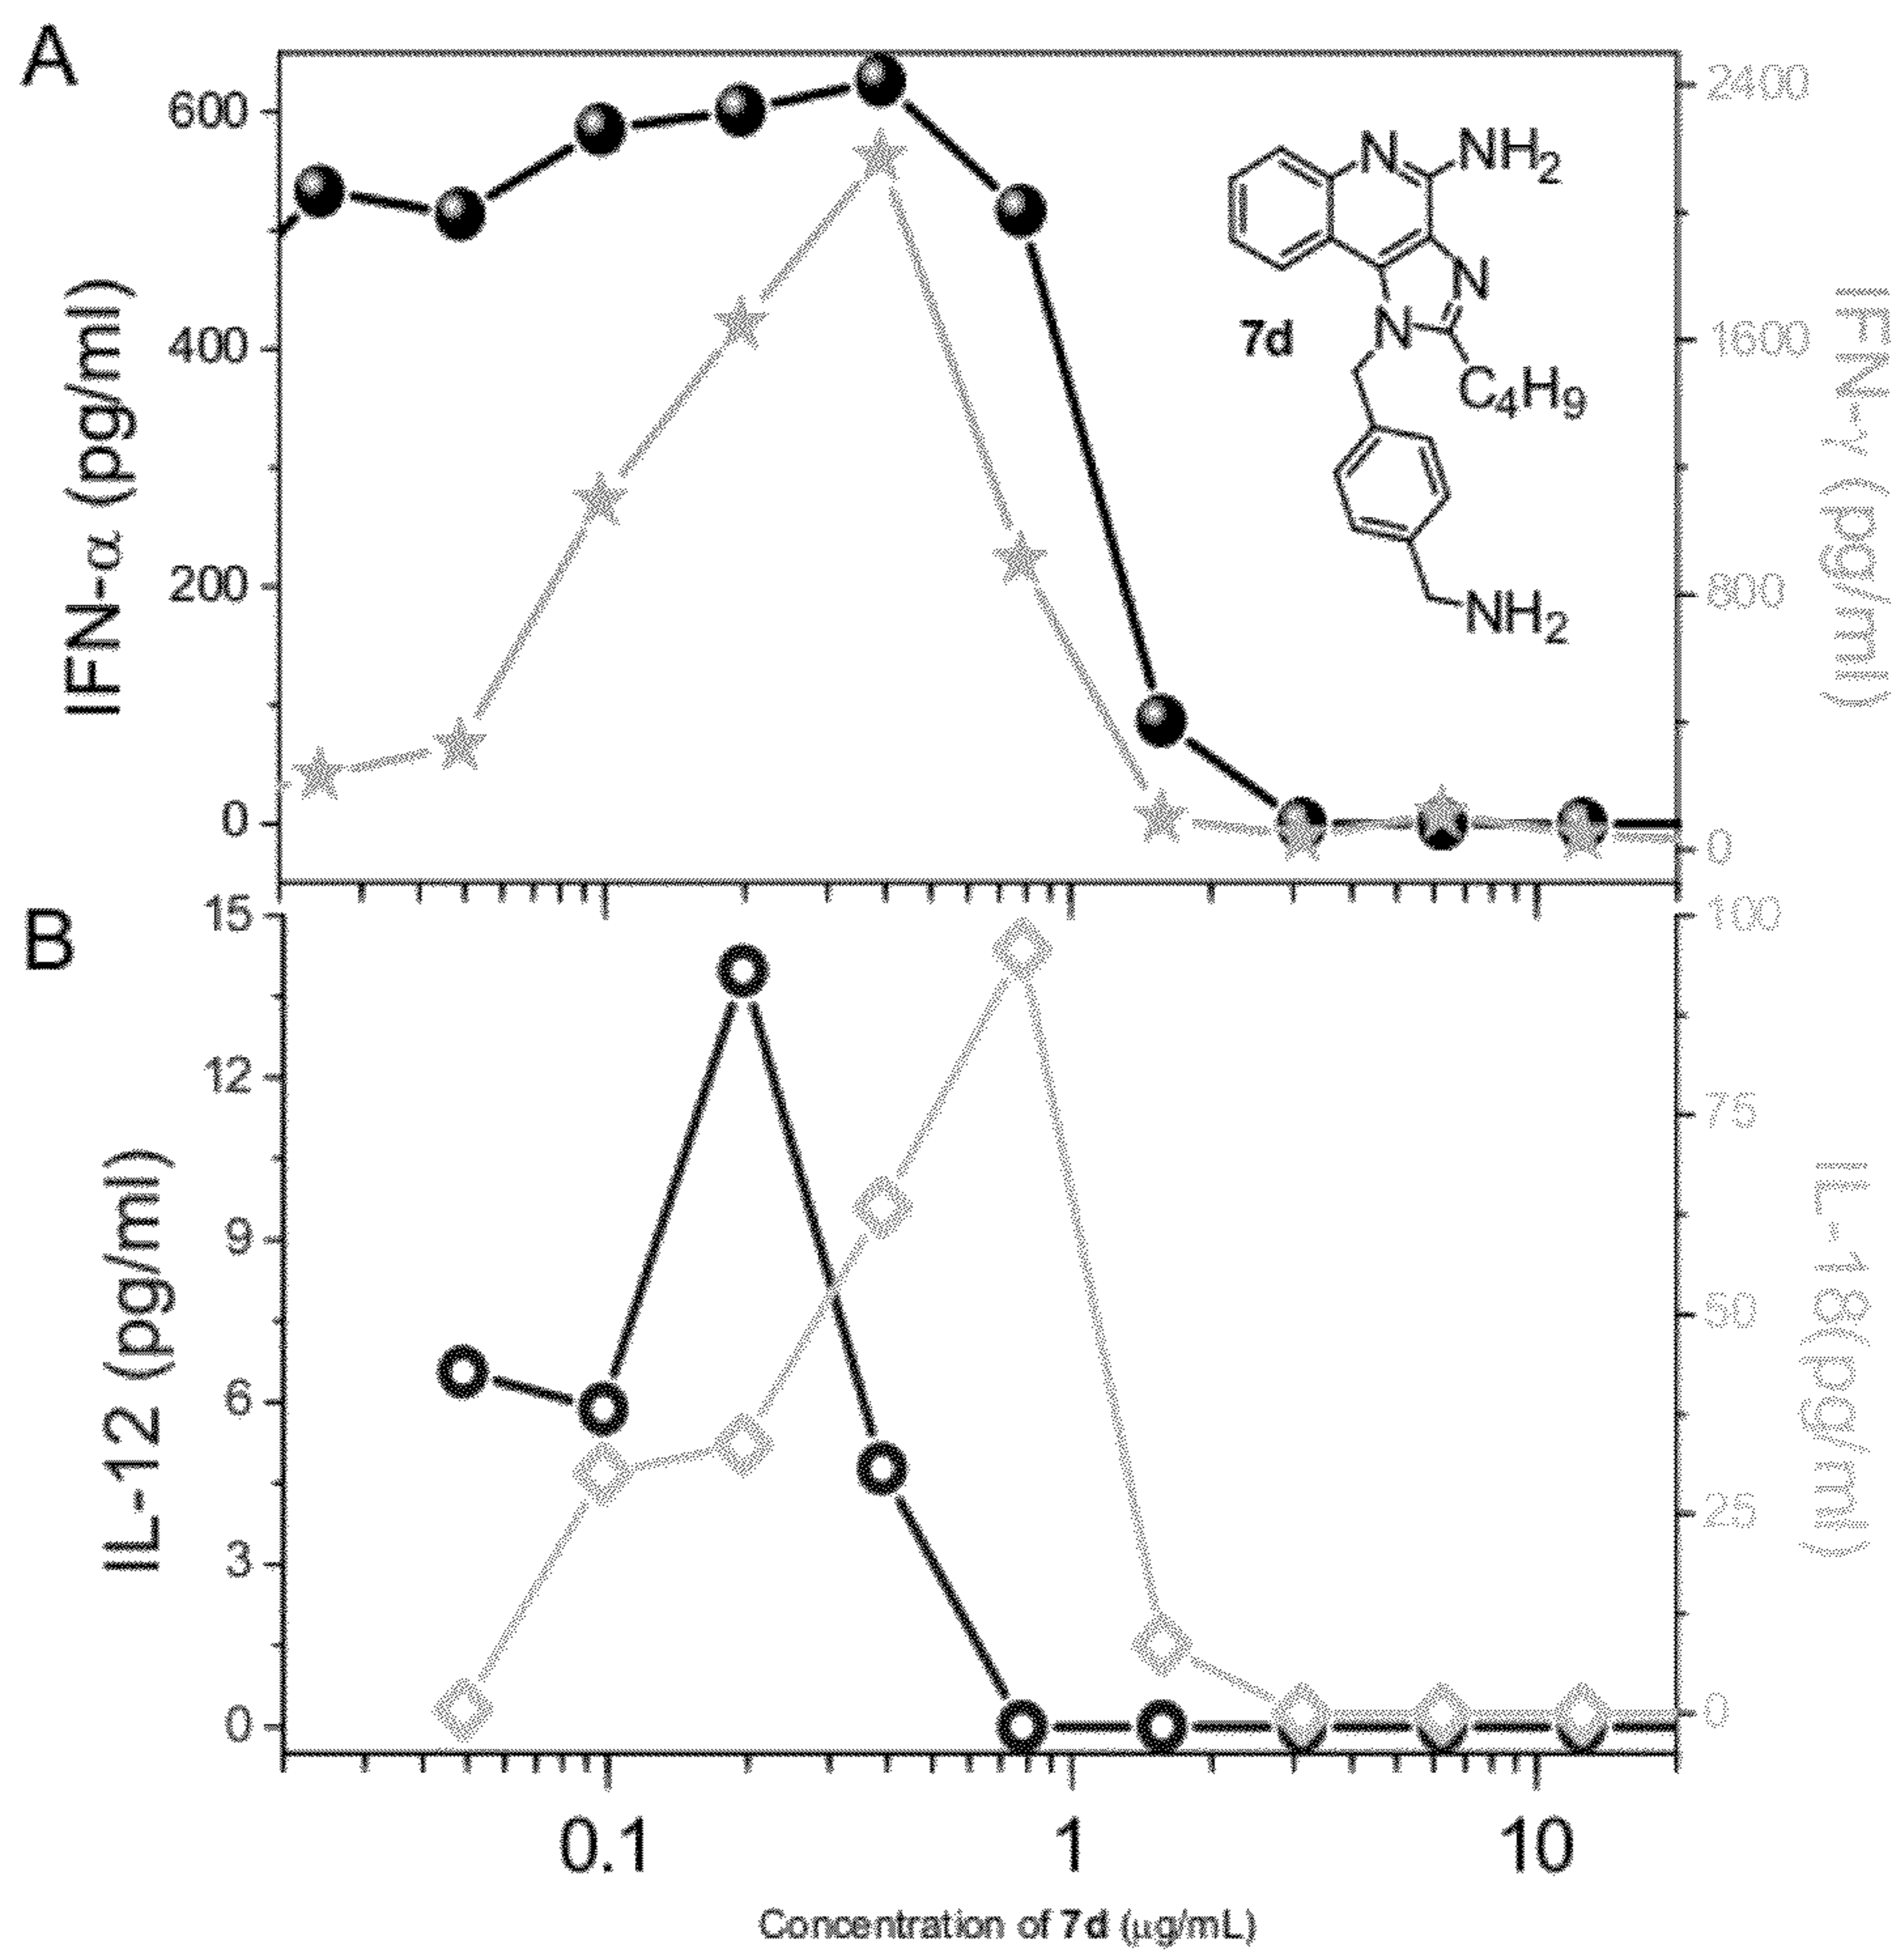 A
600
400
200
0
IFN-α (pg/ml)
2400
1600
800
0
IFN-γ (pg/ml)
N
NH2
N
N
7d
C4H9
NH2
B
15
12
9
6
3
0
IL-12 (pg/ml)
100
75
50
25
0
IL-18(pg/ml)
0.1
1
10
Concentration of 7d (µg/mL)